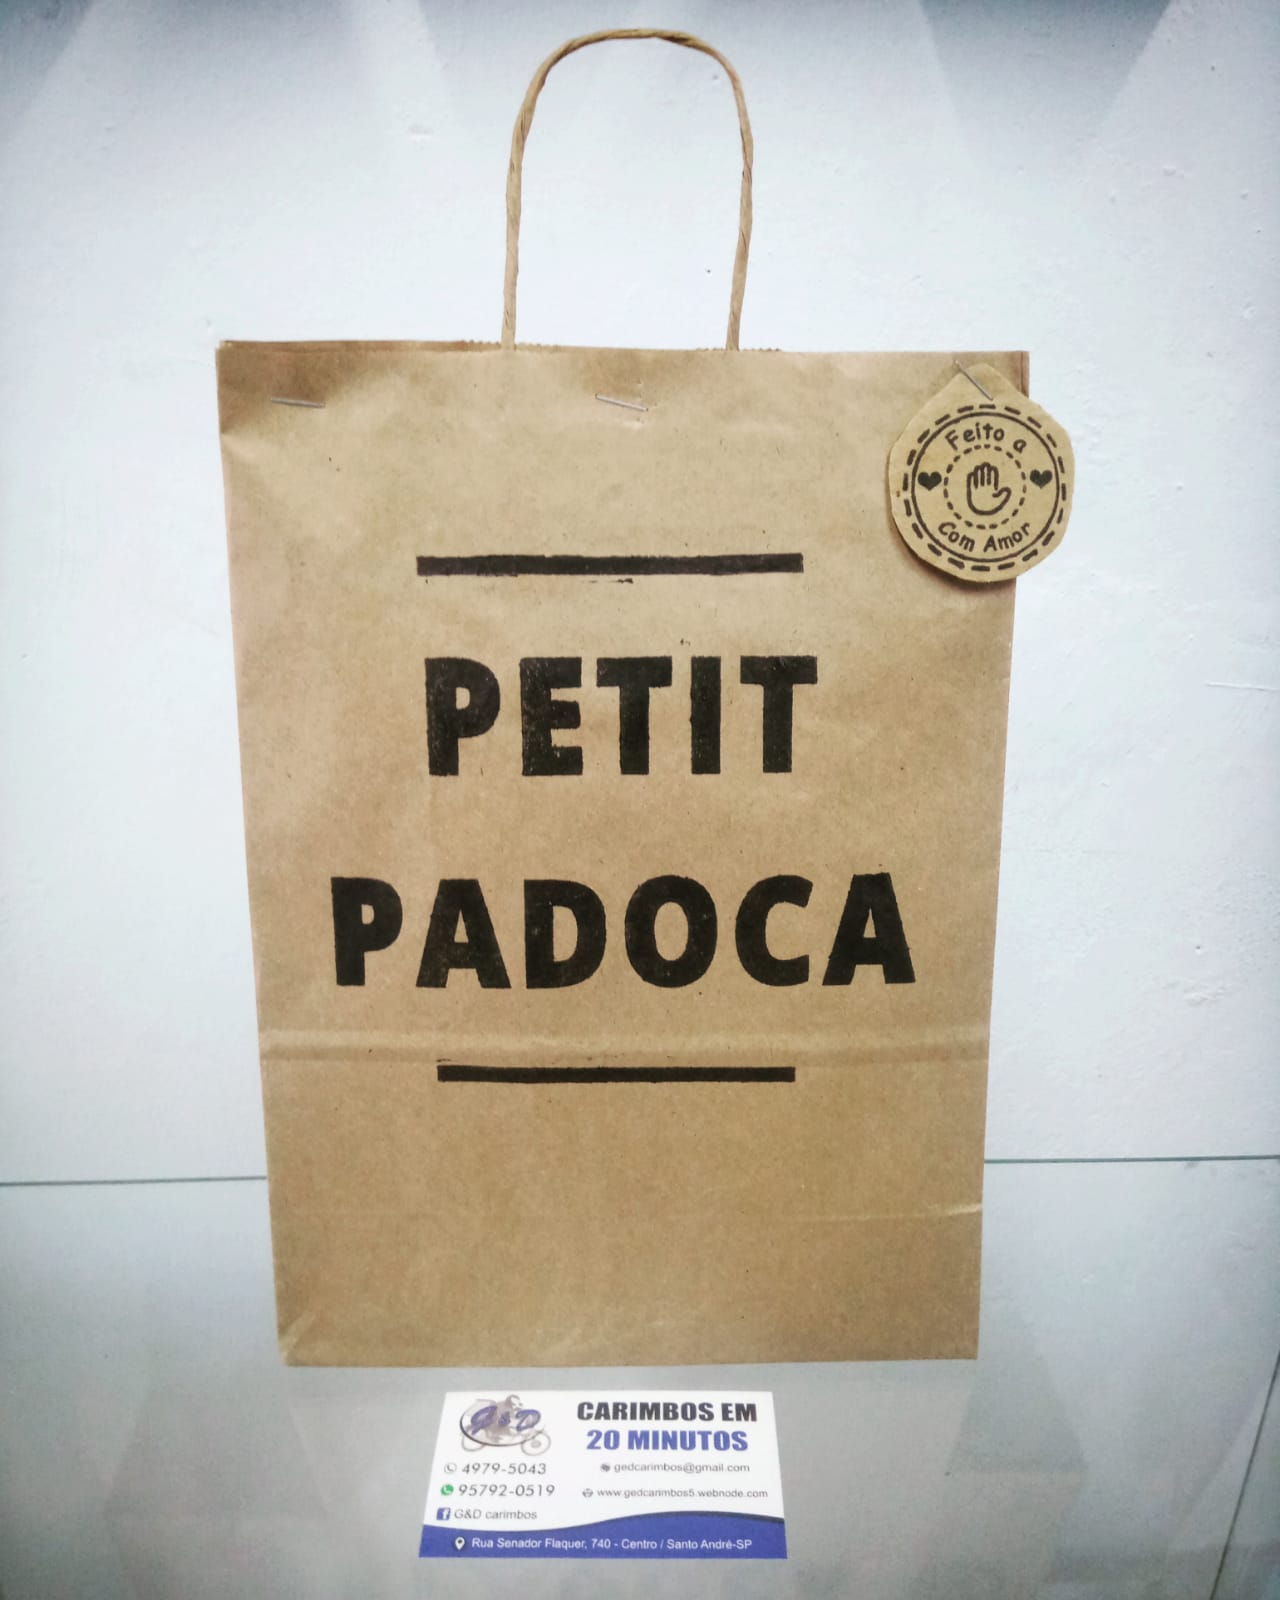 Feito a
Com Amor
PETIT
PADOCA
G&D
CARIMBOS EM
20 MINUTOS
4979-5043
gedcarimbos@gmail.com
95792-0519
www.gedcarimbos5.webnode.com
G&D carimbos
Rua Senador Flaquer, 740 - Centro / Santo André-SP